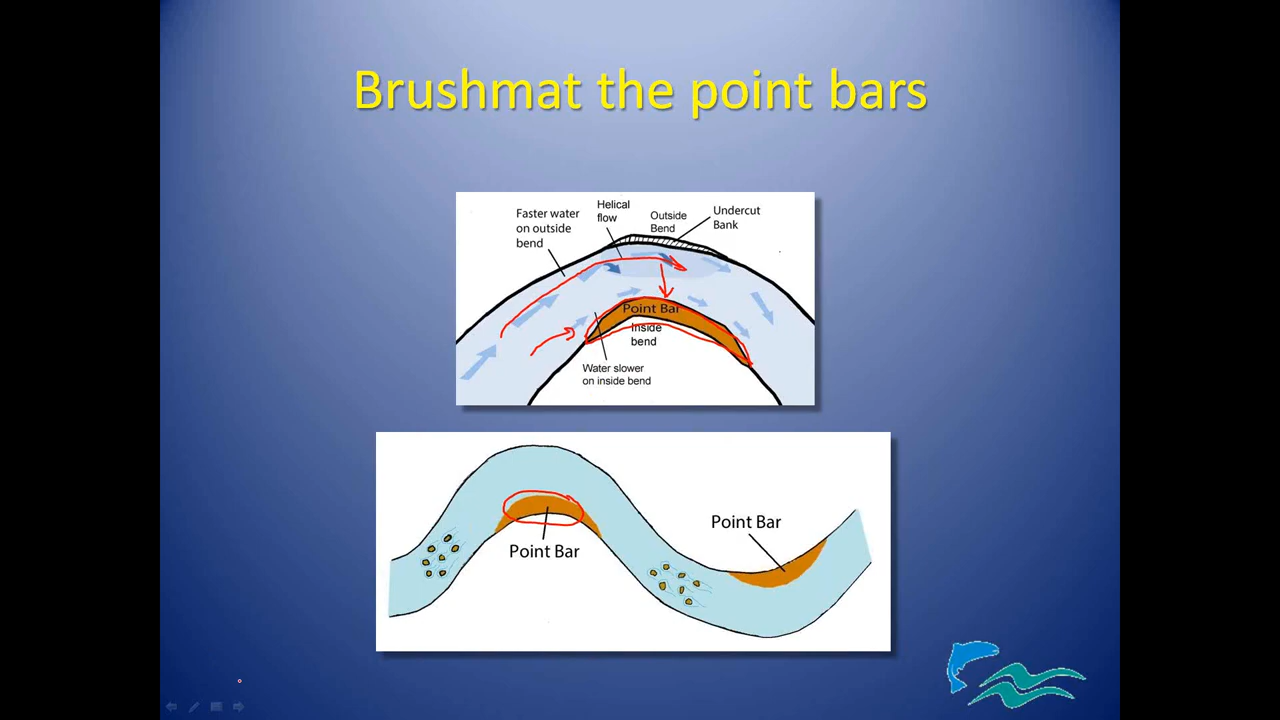 Brushmat the point bars
Helical
flow
Faster water
on outside
bend
Outside
Bend
Undercut
Bank
Point Bar
Inside
bend
Water slower
on inside bend
Point Bar
Point Bar